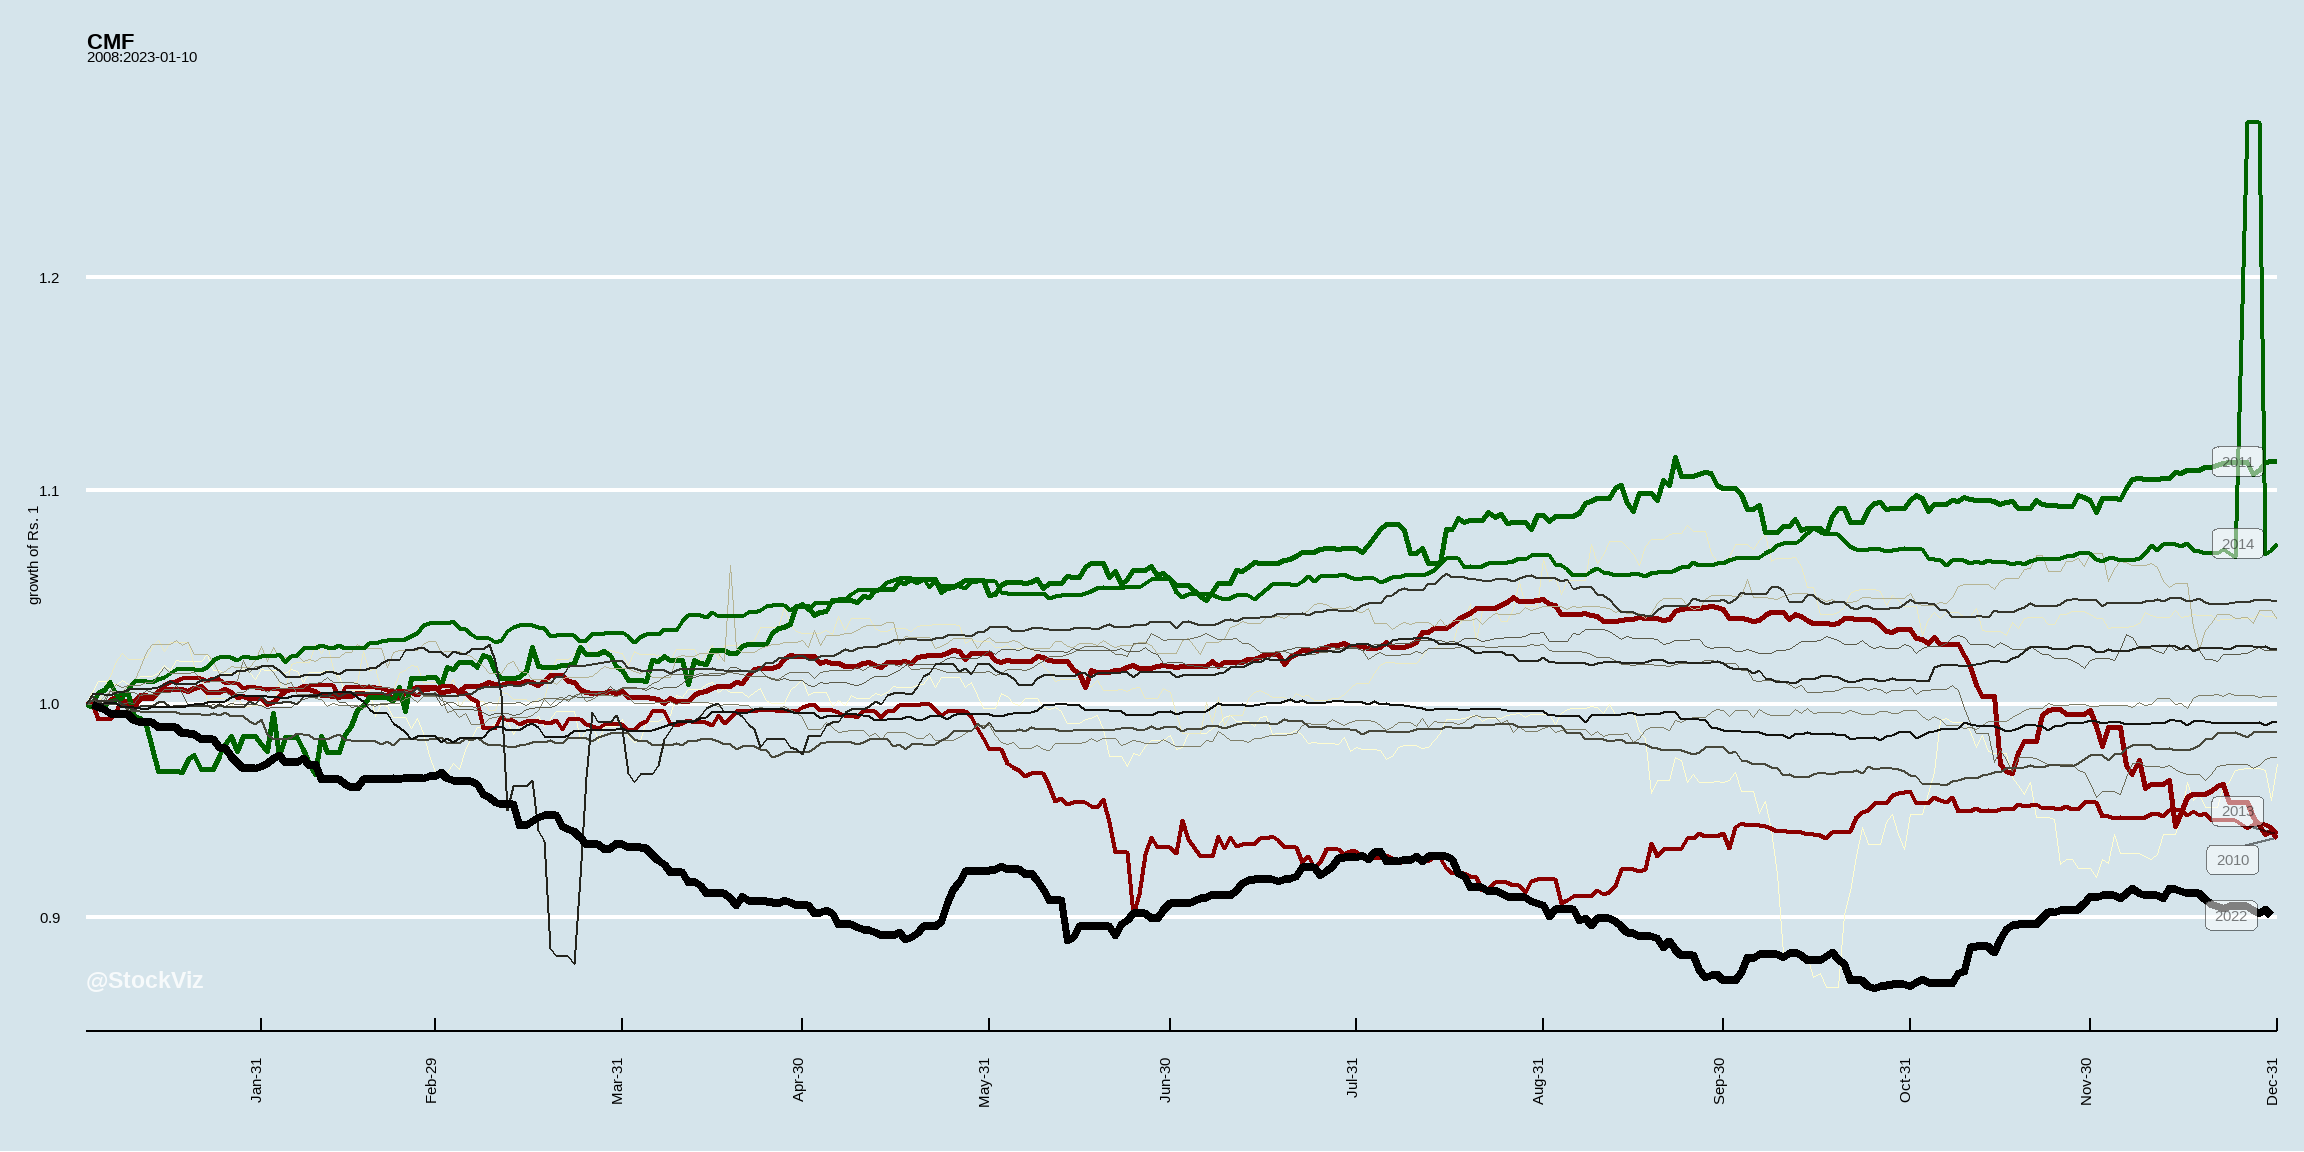 CMF
2008:2023-01-10
growth of Rs. 1
1.2
1.1
1.0
0.9
2011
2014
2013
2010
2022
@StockViz
Jan-31
Feb-29
Mar-31
Apr-30
May-31
Jun-30
Jul-31
Aug-31
Sep-30
Oct-31
Nov-30
Dec-31